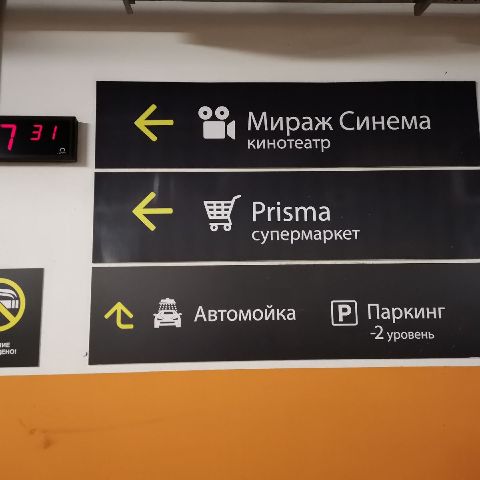 7 31
Мираж Синема
кинотеатр
Prisma
супермаркет
Автомойка
P Паркинг
-2 уровень